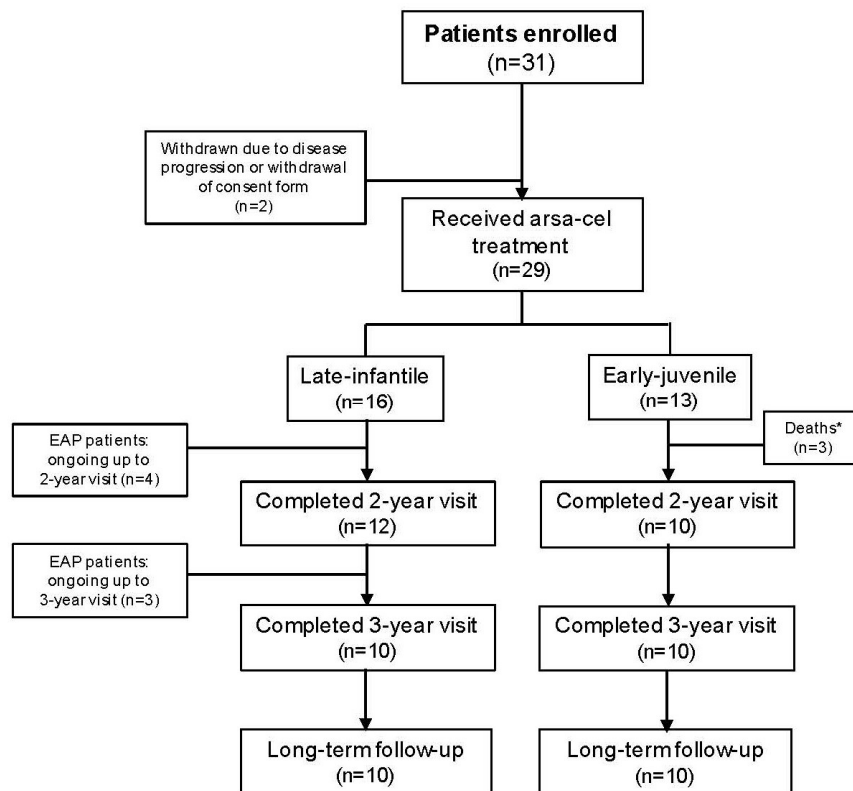 Patients enrolled
(n=31)
Withdrawn due to disease
progression or withdrawal
of consent form
(n=2)
Received arsa-cel
treatment
(n=29)
Late-infantile
(n=16)
Early-juvenile
(n=13)
EAP patients:
ongoing up to
2-year visit (n=4)
Deaths*
(n=3)
Completed 2-year visit
(n=12)
Completed 2-year visit
(n=10)
EAP patients:
ongoing up to
3-year visit (n=3)
Completed 3-year visit
(n=10)
Completed 3-year visit
(n=10)
Long-term follow-up
(n=10)
Long-term follow-up
(n=10)